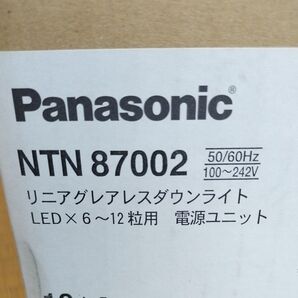 Panasonic®
NTN 87002 50/60Hz
100～242V
リニアグレアレスダウンライト
LED×6～12粒用 電源ユニット